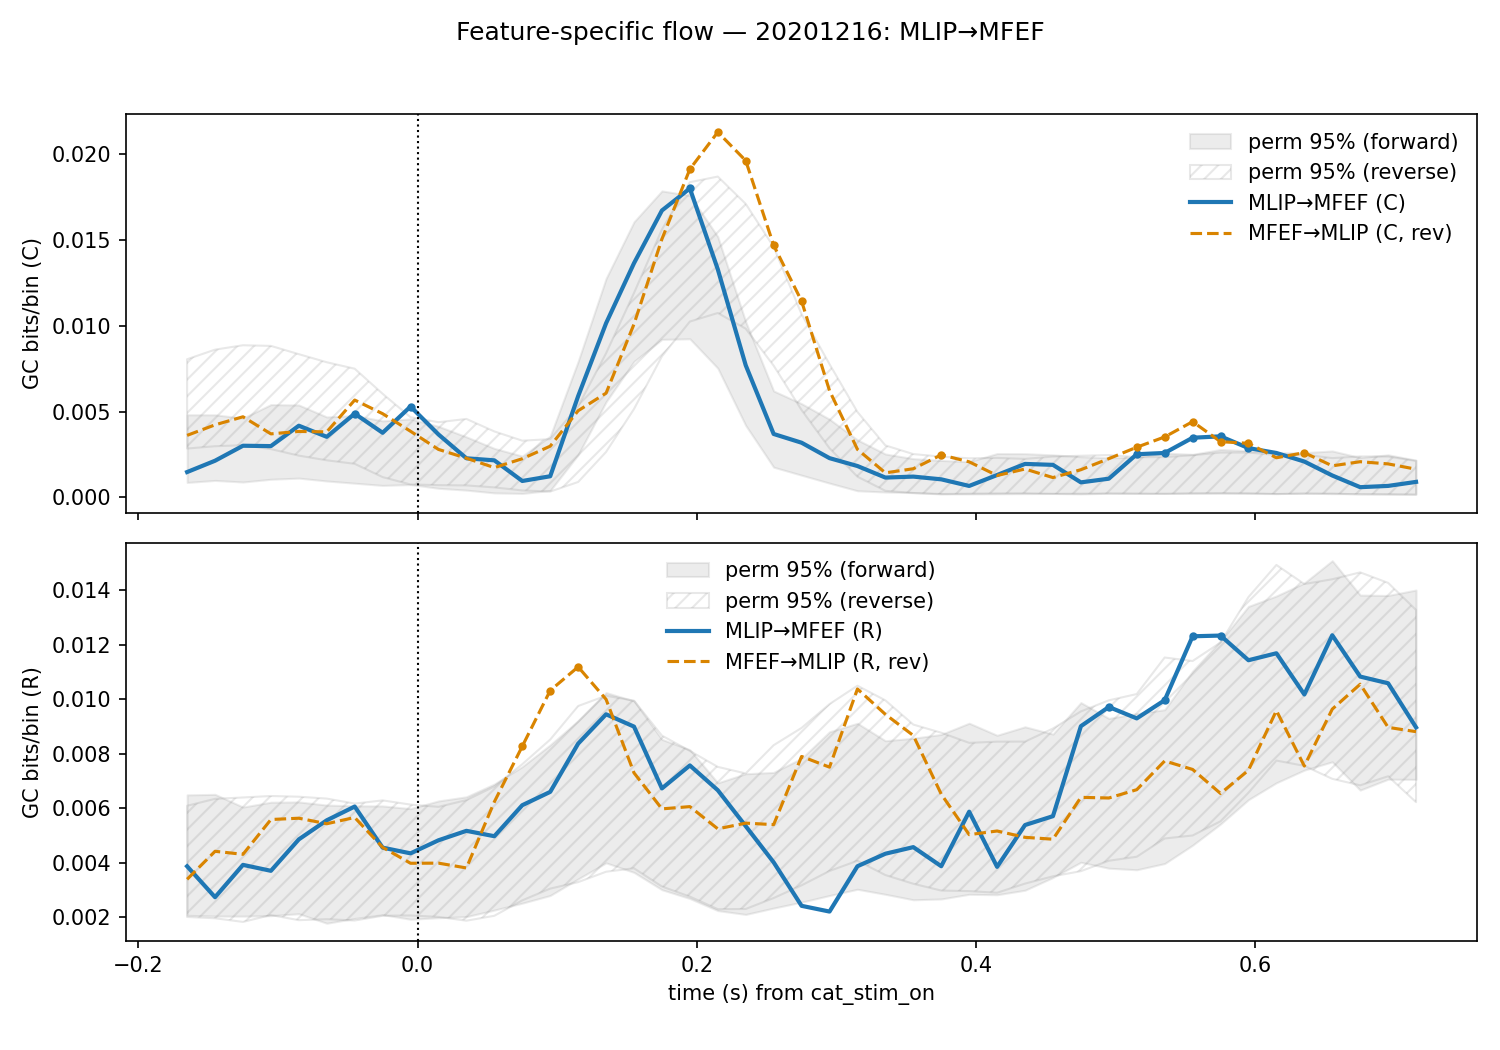 Feature-specific flow — 20201216: MLIP→MFEF
GC bits/bin (C)
0.020
0.015
0.010
0.005
0.000
perm 95% (forward)
perm 95% (reverse)
MLIP→MFEF (C)
MFEF→MLIP (C, rev)
GC bits/bin (R)
0.014
0.012
0.010
0.008
0.006
0.004
0.002
perm 95% (forward)
perm 95% (reverse)
MLIP→MFEF (R)
MFEF→MLIP (R, rev)
−0.2 0.0 0.2 0.4 0.6
time (s) from cat_stim_on